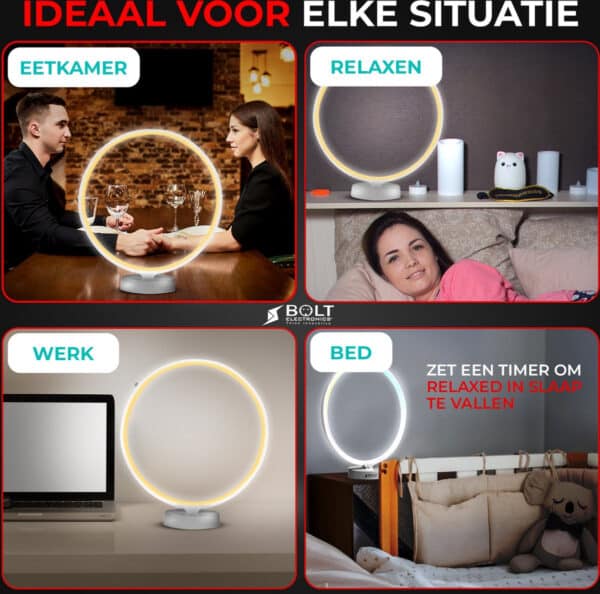 IDEAAL VOOR ELKE SITUATIE
EETKAMER
RELAXEN
BOLT
ELECTRONICS
WERK
BED
ZET EEN TIMER OM
RELAXED IN SLAAP
TE VALLEN